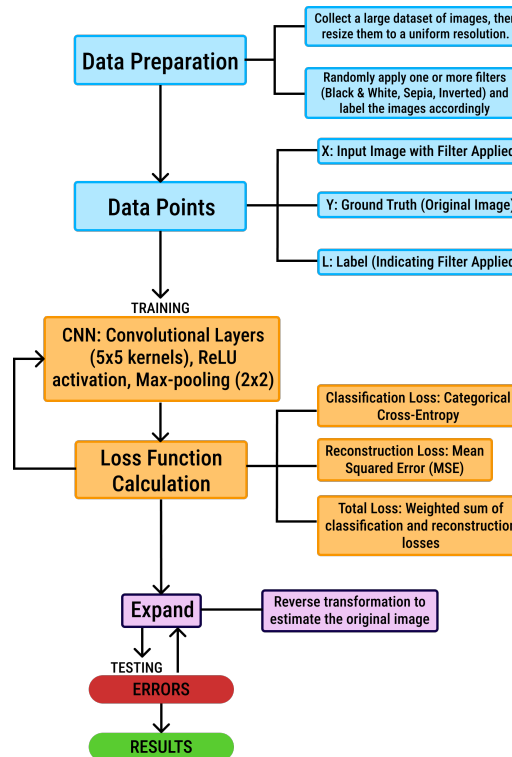 Collect a large dataset of images, then
resize them to a uniform resolution.
Data Preparation
Randomly apply one or more filters
(Black & White, Sepia, Inverted) and
label the images accordingly
X: Input Image with Filter Applied
Data Points
Y: Ground Truth (Original Image)
L: Label (Indicating Filter Applied
TRAINING
CNN: Convolutional Layers
(5x5 kernels), ReLU
activation, Max-pooling (2x2)
Classification Loss: Categorical
Cross-Entropy
Loss Function
Calculation
Reconstruction Loss: Mean
Squared Error (MSE)
Total Loss: Weighted sum of
classification and reconstruction
losses
Expand
Reverse transformation to
estimate the original image
TESTING
ERRORS
RESULTS